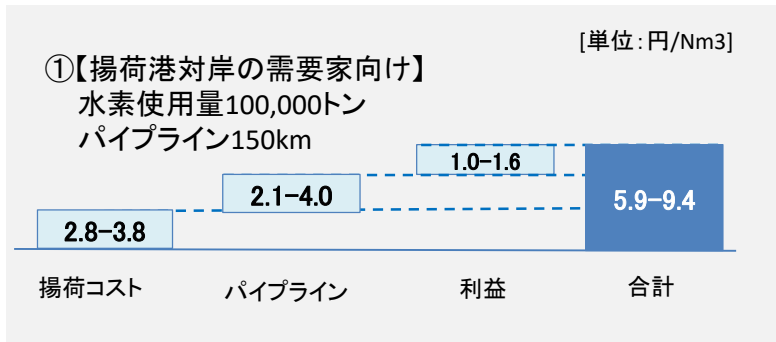 [単位:円/Nm3]
①【揚荷港対岸の需要家向け】
水素使用量100,000トン
パイプライン150km
1.0−1.6
2.1−4.0
5.9−9.4
2.8−3.8
揚荷コスト
パイプライン
利益
合計